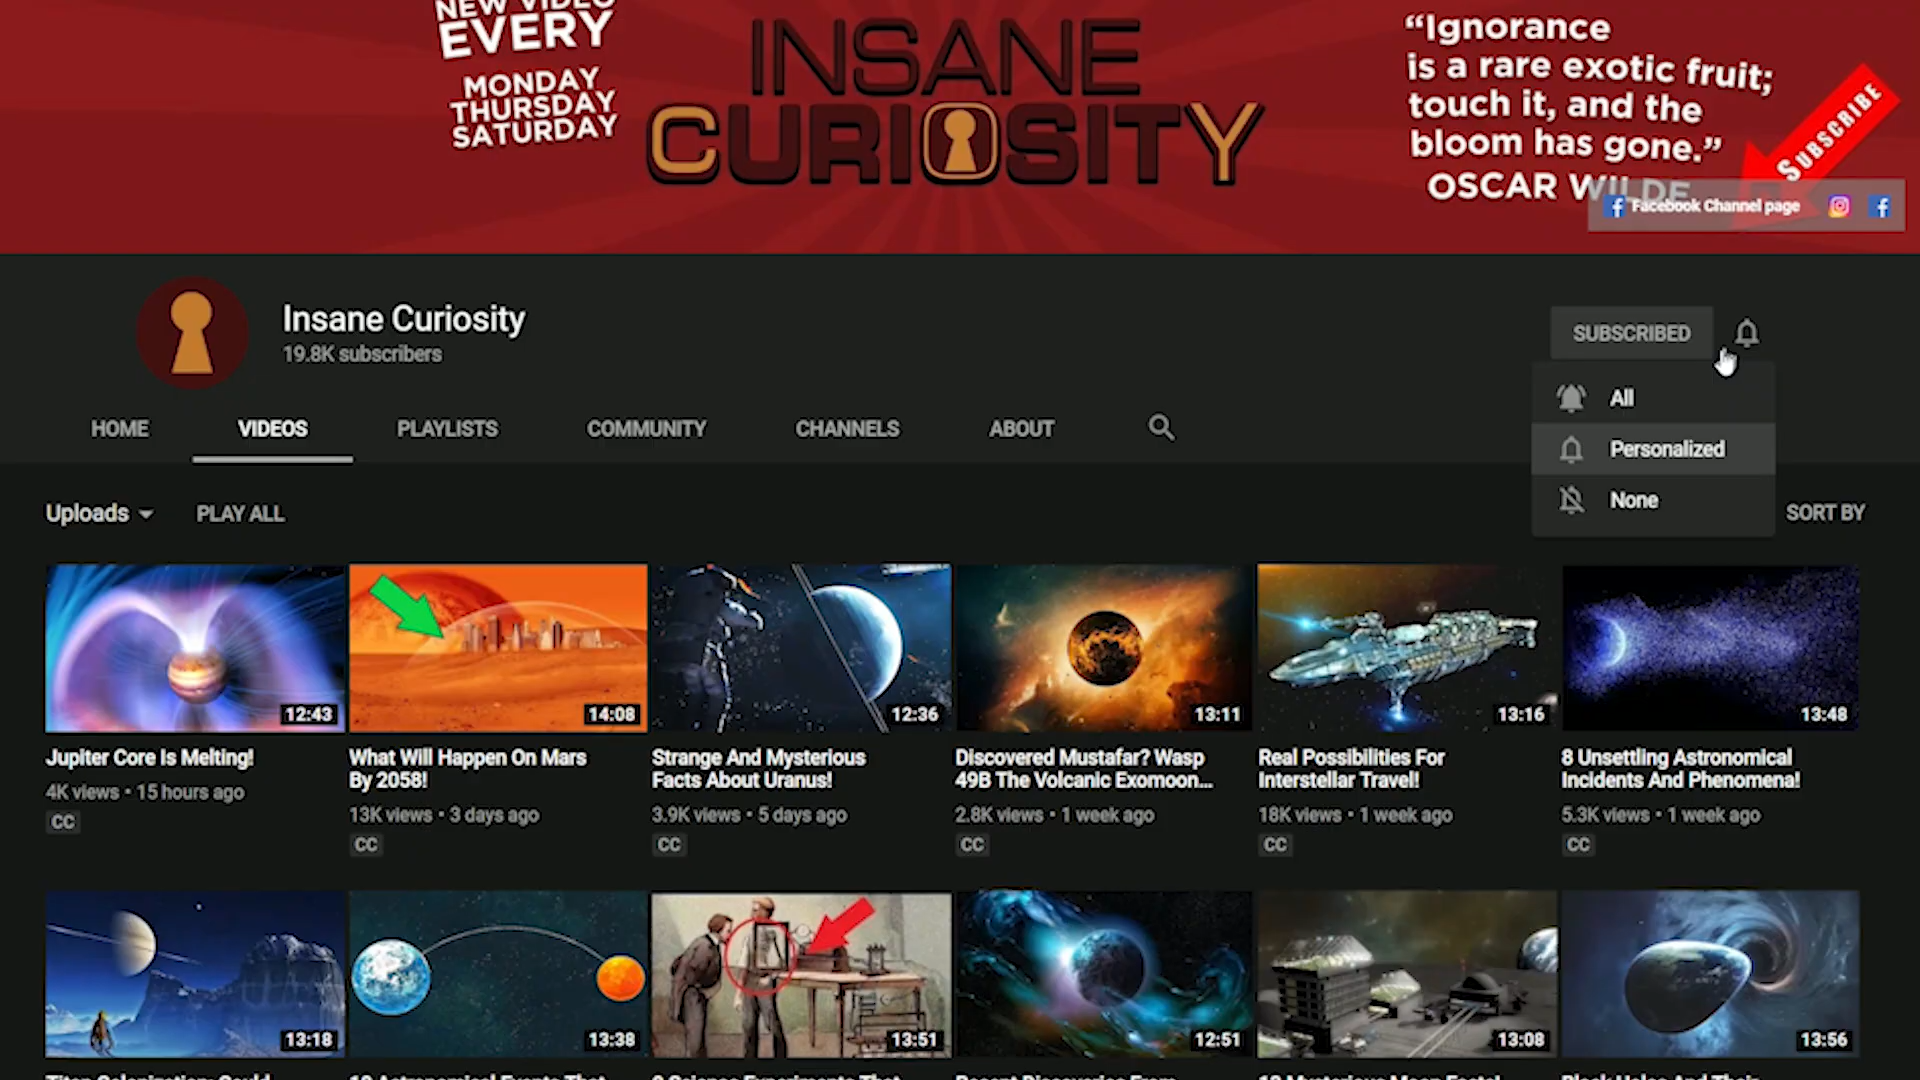 NEW VIDEO
EVERY
MONDAY
THURSDAY
SATURDAY
INSANE
CURIOSITY
“Ignorance
is a rare exotic fruit;
touch it, and the
bloom has gone.”
OSCAR WILDE
SUBSCRIBE
Facebook Channel page
Insane Curiosity
19.8K subscribers
SUBSCRIBED
All
Personalized
None
HOME VIDEOS PLAYLISTS COMMUNITY CHANNELS ABOUT
Uploads PLAY ALL SORT BY
12:43 14:08 12:36 13:11 13:16 13:48
Jupiter Core Is Melting!
4K views • 15 hours ago
CC
What Will Happen On Mars
By 2058!
13K views • 3 days ago
CC
Strange And Mysterious
Facts About Uranus!
3.9K views • 5 days ago
CC
Discovered Mustafar? Wasp
49B The Volcanic Exomoon...
2.8K views • 1 week ago
CC
Real Possibilities For
Interstellar Travel!
18K views • 1 week ago
CC
8 Unsettling Astronomical
Incidents And Phenomena!
5.3K views • 1 week ago
CC
13:18 13:38 13:51 12:51 13:08 13:56